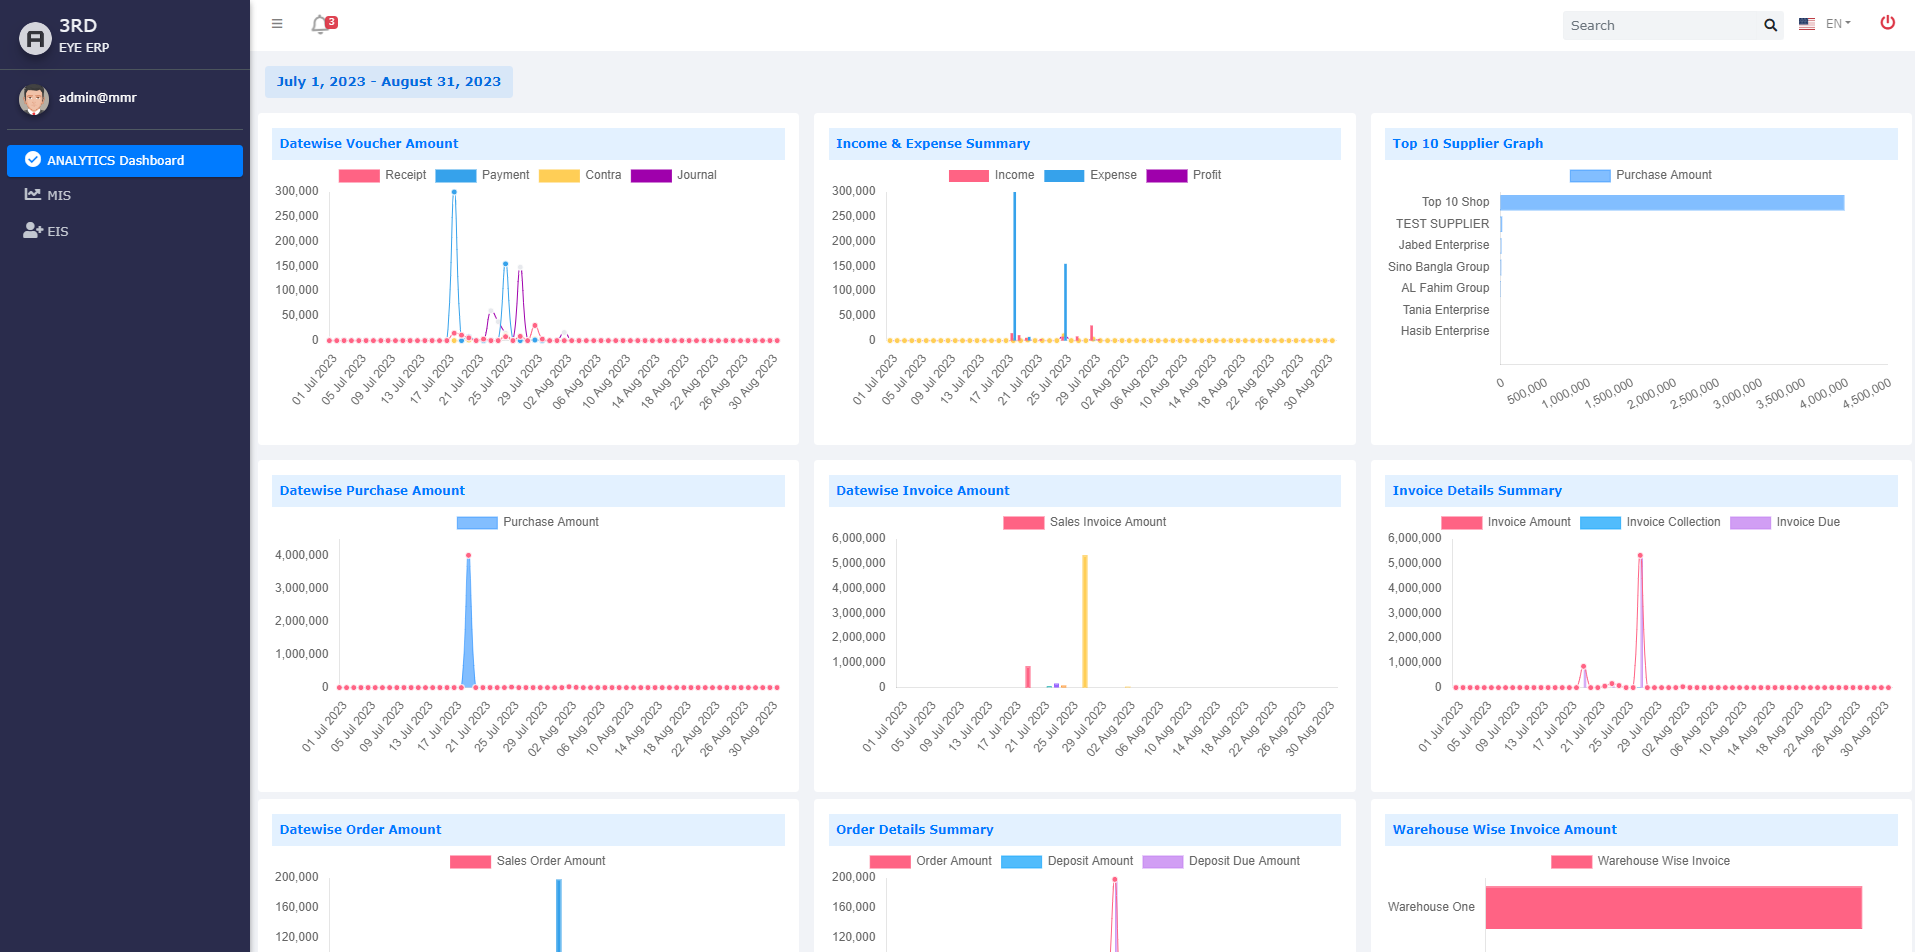 3RD
EYE ERP
admin@mmr
ANALYTICS Dashboard
MIS
EIS
3
Search
EN
July 1, 2023 - August 31, 2023
Datewise Voucher Amount
Receipt Payment Contra Journal
300,000
250,000
200,000
150,000
100,000
50,000
0
01 Jul 2023 05 Jul 2023 09 Jul 2023 13 Jul 2023 17 Jul 2023 21 Jul 2023 25 Jul 2023 29 Jul 2023 02 Aug 2023 06 Aug 2023 10 Aug 2023 14 Aug 2023 18 Aug 2023 22 Aug 2023 26 Aug 2023 30 Aug 2023
Income & Expense Summary
Income Expense Profit
300,000
250,000
200,000
150,000
100,000
50,000
0
01 Jul 2023 05 Jul 2023 09 Jul 2023 13 Jul 2023 17 Jul 2023 21 Jul 2023 25 Jul 2023 29 Jul 2023 02 Aug 2023 06 Aug 2023 10 Aug 2023 14 Aug 2023 18 Aug 2023 22 Aug 2023 26 Aug 2023 30 Aug 2023
Top 10 Supplier Graph
Purchase Amount
Top 10 Shop
TEST SUPPLIER
Jabed Enterprise
Sino Bangla Group
AL Fahim Group
Tania Enterprise
Hasib Enterprise
0 500,000 1,000,000 1,500,000 2,000,000 2,500,000 3,000,000 3,500,000 4,000,000 4,500,000
Datewise Purchase Amount
Purchase Amount
4,000,000
3,000,000
2,000,000
1,000,000
0
01 Jul 2023 05 Jul 2023 09 Jul 2023 13 Jul 2023 17 Jul 2023 21 Jul 2023 25 Jul 2023 29 Jul 2023 02 Aug 2023 06 Aug 2023 10 Aug 2023 14 Aug 2023 18 Aug 2023 22 Aug 2023 26 Aug 2023 30 Aug 2023
Datewise Invoice Amount
Sales Invoice Amount
6,000,000
5,000,000
4,000,000
3,000,000
2,000,000
1,000,000
0
01 Jul 2023 05 Jul 2023 09 Jul 2023 13 Jul 2023 17 Jul 2023 21 Jul 2023 25 Jul 2023 29 Jul 2023 02 Aug 2023 06 Aug 2023 10 Aug 2023 14 Aug 2023 18 Aug 2023 22 Aug 2023 26 Aug 2023 30 Aug 2023
Invoice Details Summary
Invoice Amount Invoice Collection Invoice Due
6,000,000
5,000,000
4,000,000
3,000,000
2,000,000
1,000,000
0
01 Jul 2023 05 Jul 2023 09 Jul 2023 13 Jul 2023 17 Jul 2023 21 Jul 2023 25 Jul 2023 29 Jul 2023 02 Aug 2023 06 Aug 2023 10 Aug 2023 14 Aug 2023 18 Aug 2023 22 Aug 2023 26 Aug 2023 30 Aug 2023
Datewise Order Amount
Sales Order Amount
200,000
160,000
120,000
Order Details Summary
Order Amount Deposit Amount Deposit Due Amount
200,000
160,000
120,000
Warehouse Wise Invoice Amount
Warehouse Wise Invoice
Warehouse One